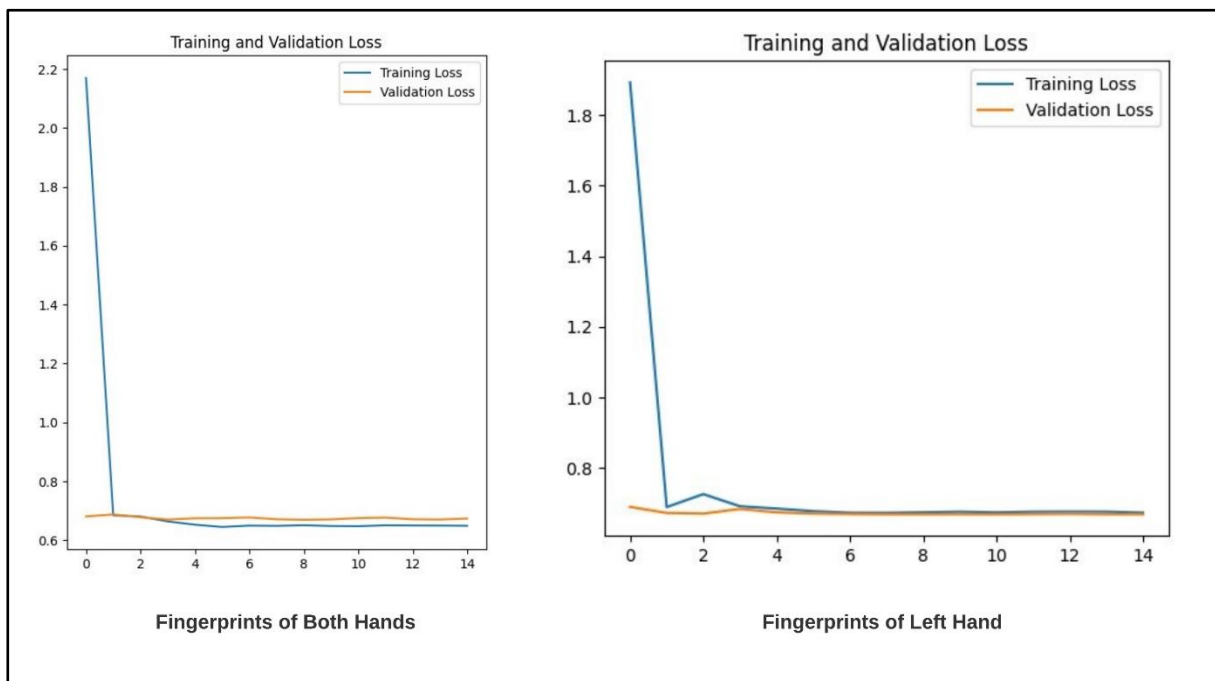 Training and Validation Loss
Training Loss
Validation Loss
2.2
2.0
1.8
1.6
1.4
1.2
1.0
0.8
0.6
0 2 4 6 8 10 12 14
Fingerprints of Both Hands
Training and Validation Loss
Training Loss
Validation Loss
1.8
1.6
1.4
1.2
1.0
0.8
0 2 4 6 8 10 12 14
Fingerprints of Left Hand